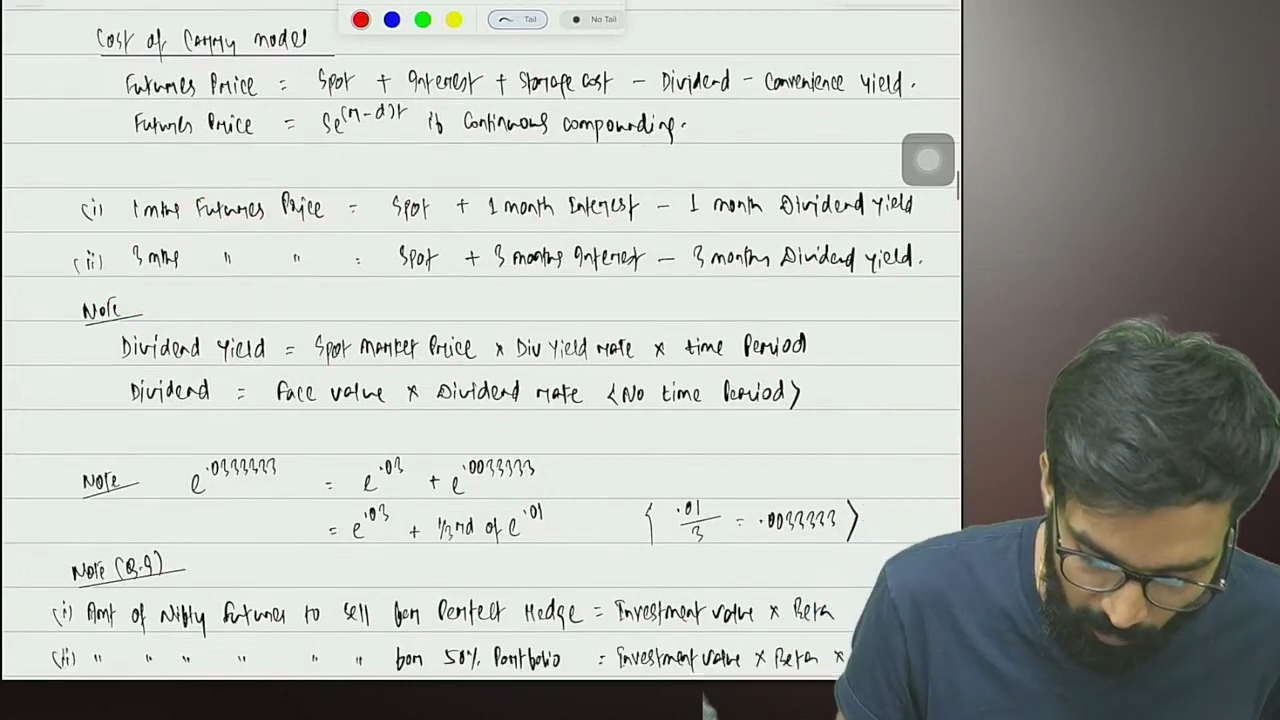 Tail No Tail
Cost of Carry model
Futures Price = Spot + Interest + Storage Cost - Dividend - Convenience Yield.
Futures Price = Se^(r-d)t if Continuous compounding.
(i) 1 mths Futures Price = Spot + 1 month Interest - 1 month Dividend yield
(ii) 3 mths " " = Spot + 3 months Interest - 3 months Dividend yield.
Note
Dividend Yield = Spot Market Price × Div Yield rate × time Period
Dividend = Face value × Dividend rate <No time Period>
Note e^.0333333 = e^.03 + e^.0033333
= e^.03 + 1/3rd of e^.01 { .01/3 = .0033333 }
Note (Q.9)
(i) Amt of Nifty Futures to Sell for Perfect Hedge = Investment value × Beta
(ii) " " " " " " for 50% Portfolio = Investment value × Beta ×